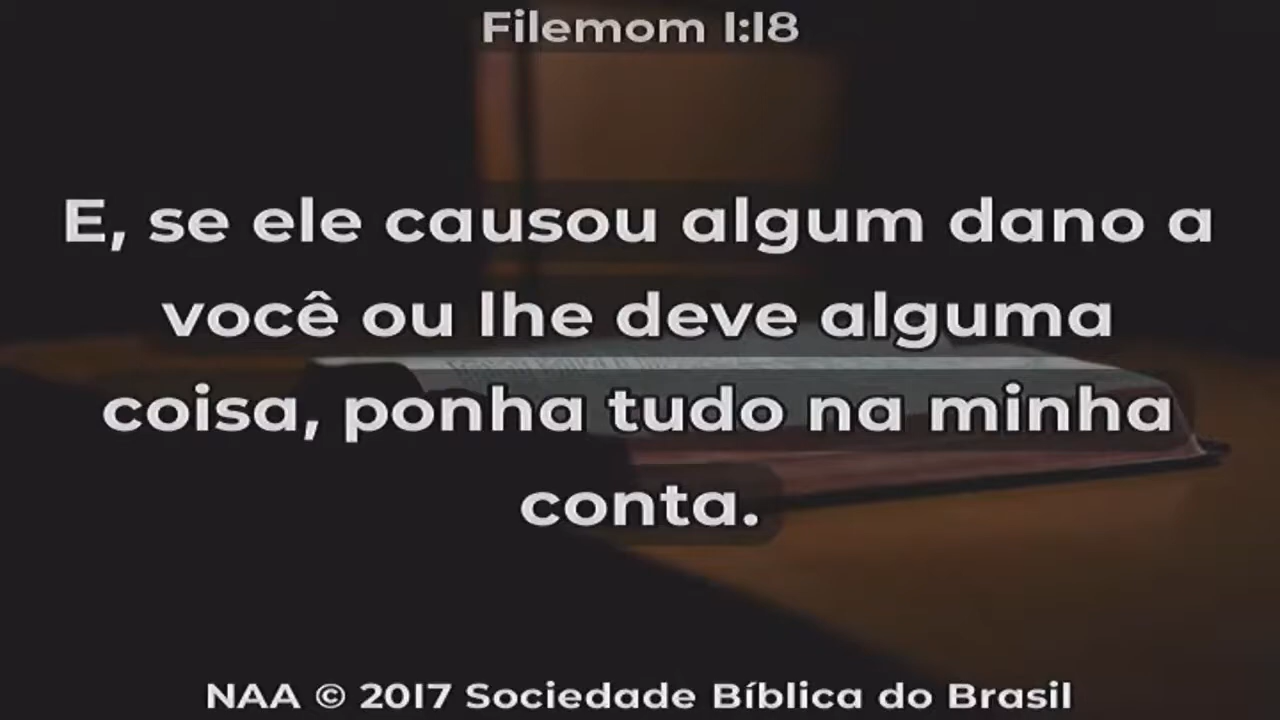 Filemom 1:18
E, se ele causou algum dano a
você ou lhe deve alguma
coisa, ponha tudo na minha
conta.
NAA © 2017 Sociedade Bíblica do Brasil